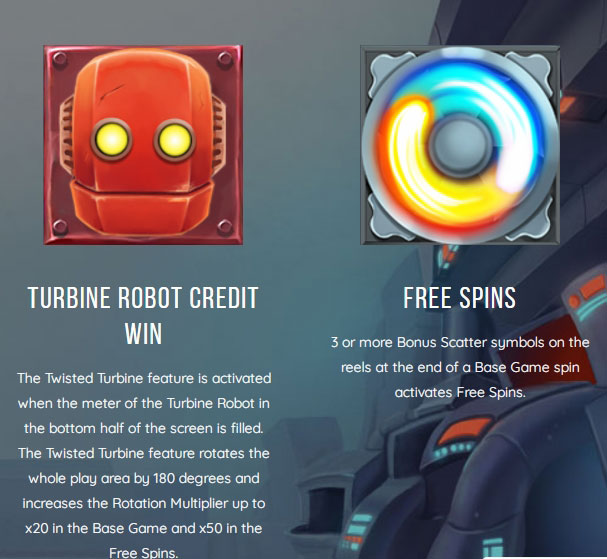 TURBINE ROBOT CREDIT
WIN
The Twisted Turbine feature is activated
when the meter of the Turbine Robot in
the bottom half of the screen is filled.
The Twisted Turbine feature rotates the
whole play area by 180 degrees and
increases the Rotation Multiplier up to
x20 in the Base Game and x50 in the
Free Spins.
FREE SPINS
3 or more Bonus Scatter symbols on the
reels at the end of a Base Game spin
activates Free Spins.